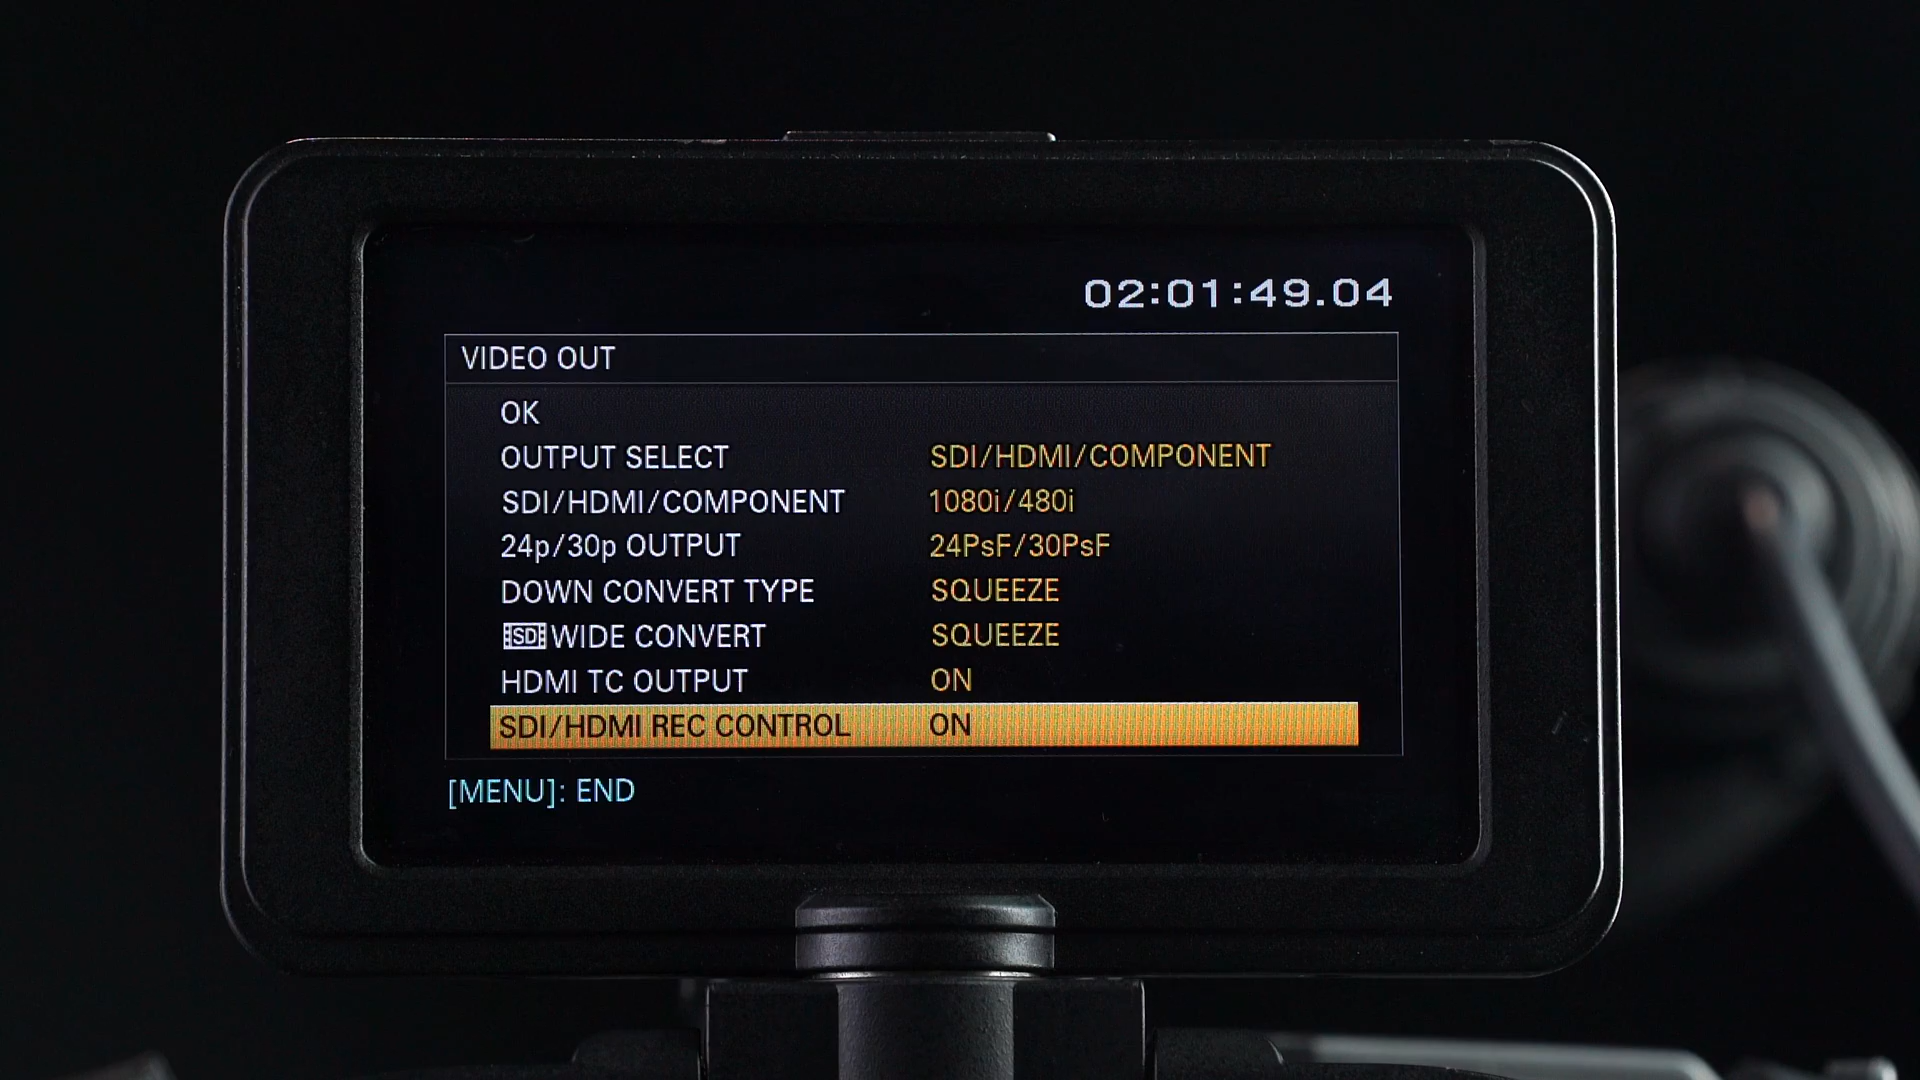 02:01:49.04
VIDEO OUT
OK
OUTPUT SELECT SDI/HDMI/COMPONENT
SDI/HDMI/COMPONENT 1080i/480i
24p/30p OUTPUT 24PsF/30PsF
DOWN CONVERT TYPE SQUEEZE
SD WIDE CONVERT SQUEEZE
HDMI TC OUTPUT ON
SDI/HDMI REC CONTROL ON
[MENU]: END